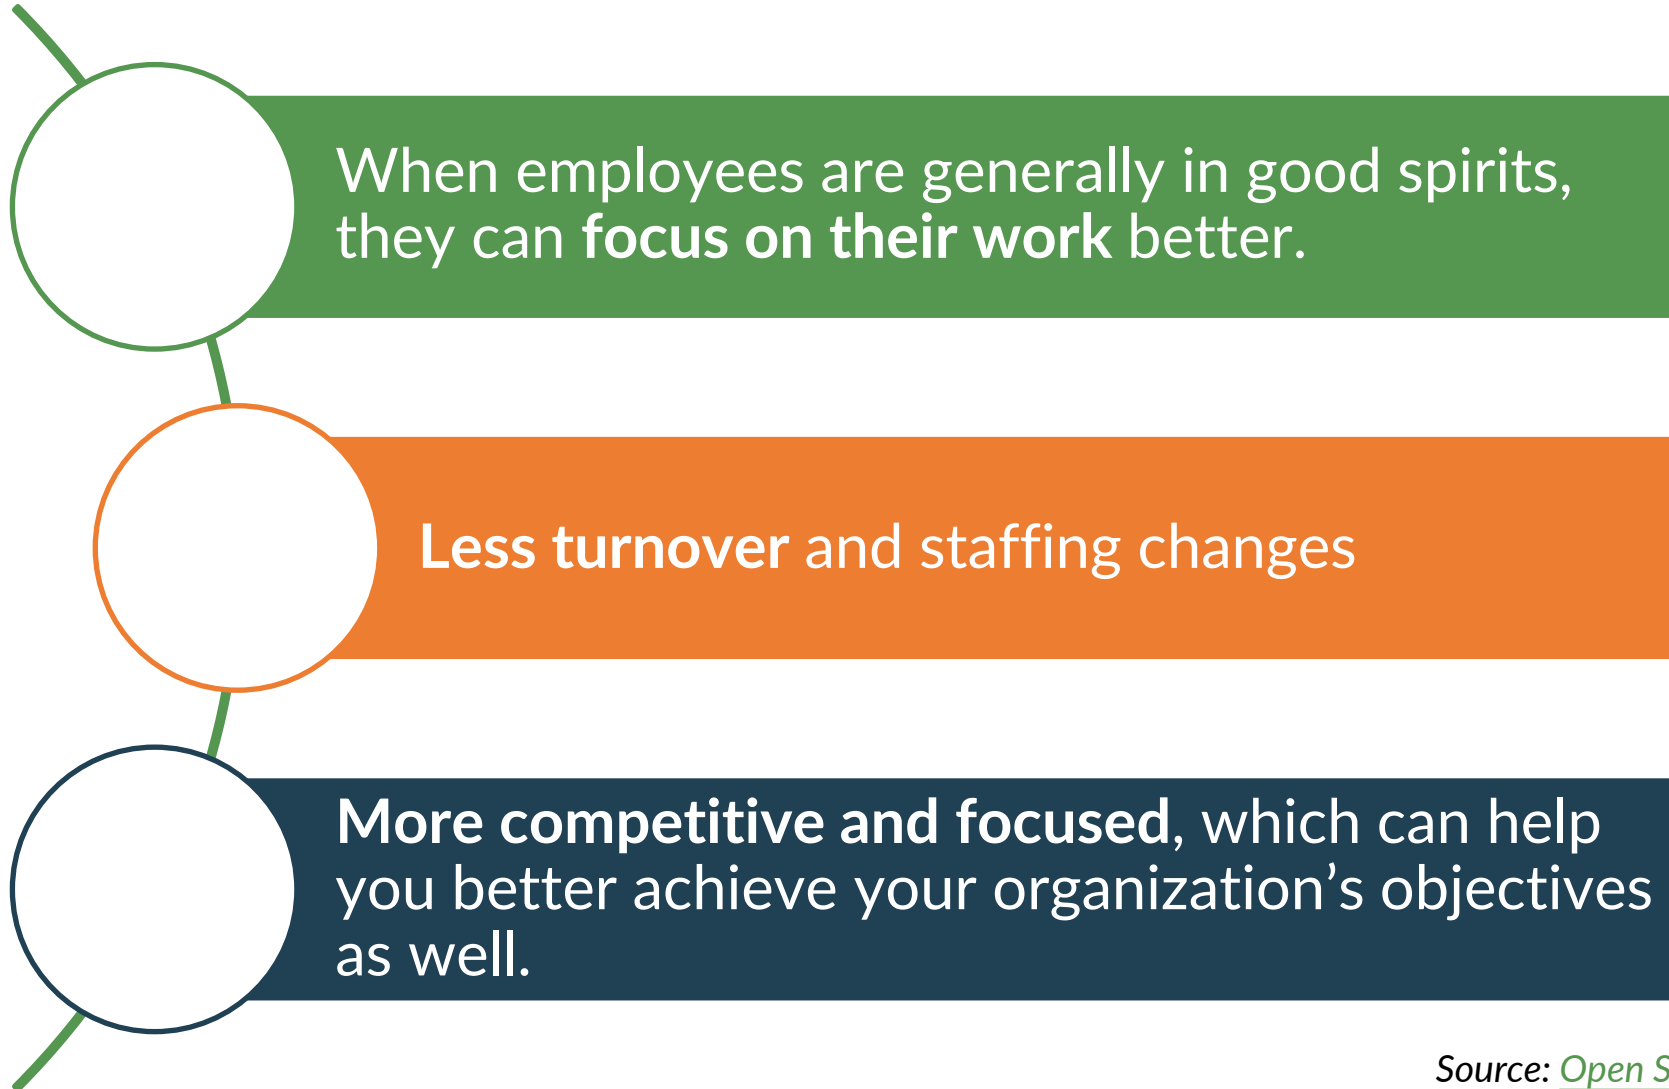 When employees are generally in good spirits,
they can focus on their work better.
Less turnover and staffing changes
More competitive and focused, which can help
you better achieve your organization’s objectives
as well.
Source: Open S